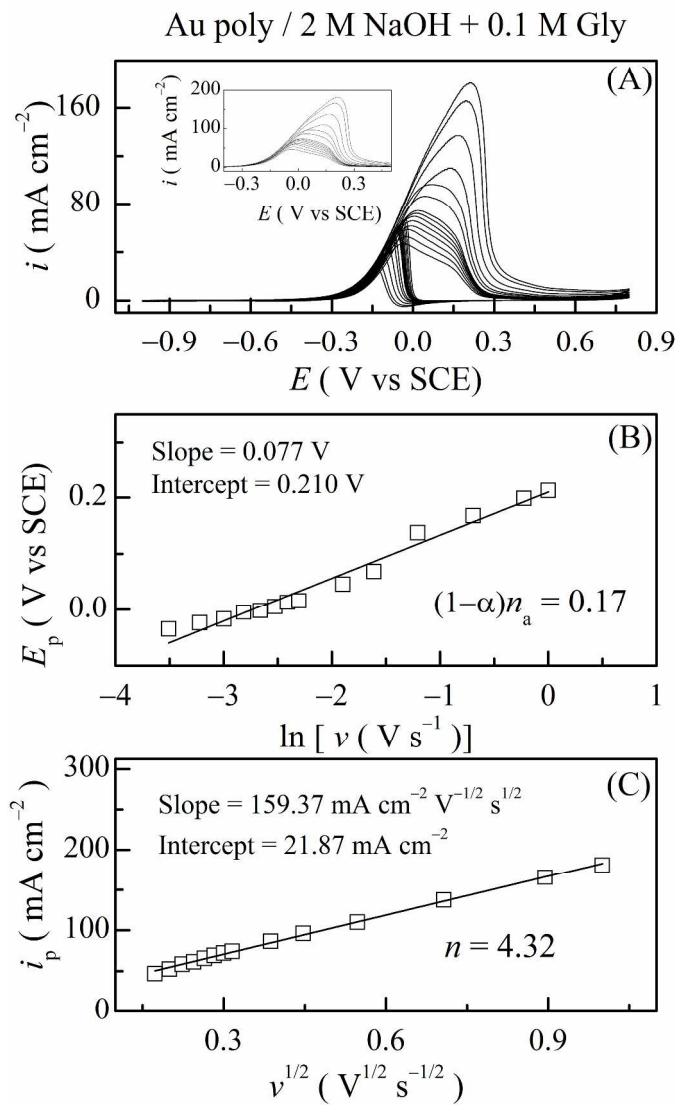 Au poly / 2 M NaOH + 0.1 M Gly
(A)
i ( mA cm⁻²)
160
80
0
200
100
0
i ( mA cm⁻²)
−0.3 0.0 0.3
E ( V vs SCE)
−0.9 −0.6 −0.3 0.0 0.3 0.6 0.9
E ( V vs SCE)
(B)
Slope = 0.077 V
Intercept = 0.210 V
E_p ( V vs SCE)
0.2
0.0
(1−α)n_a = 0.17
−4 −3 −2 −1 0 1
ln [ v ( V s⁻¹)]
(C)
Slope = 159.37 mA cm⁻² V⁻¹/² s¹/²
Intercept = 21.87 mA cm⁻²
i_p ( mA cm⁻²)
300
200
100
0
n = 4.32
0.3 0.6 0.9
v¹/² ( V¹/² s⁻¹/²)